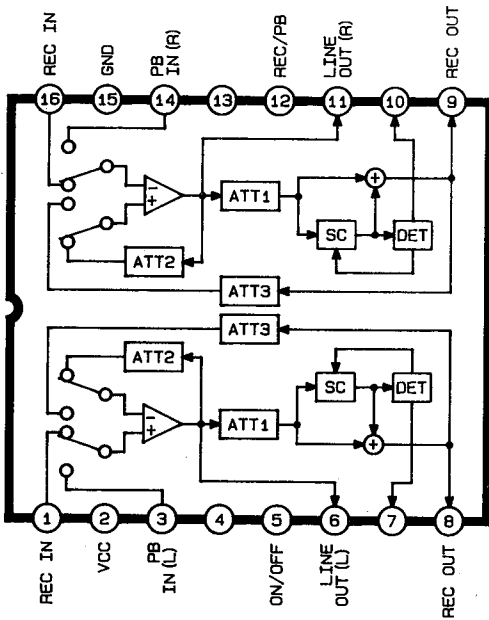 REC IN
GND
PB
IN (R)
REC/PB
LINE
OUT (R)
REC OUT
16 15 14 13 12 11 10 9
- +
ATT1
+
SC
DET
ATT2
ATT3
ATT3
ATT2
SC
DET
- +
ATT1
+
1 2 3 4 5 6 7 8
REC IN
VCC
PB
IN (L)
ON/OFF
LINE
OUT (L)
REC OUT